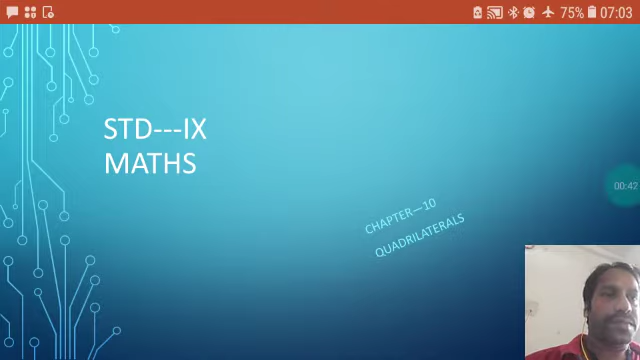 75% 07:03
STD---IX
MATHS
00:42
CHAPTER—10
QUADRILATERALS